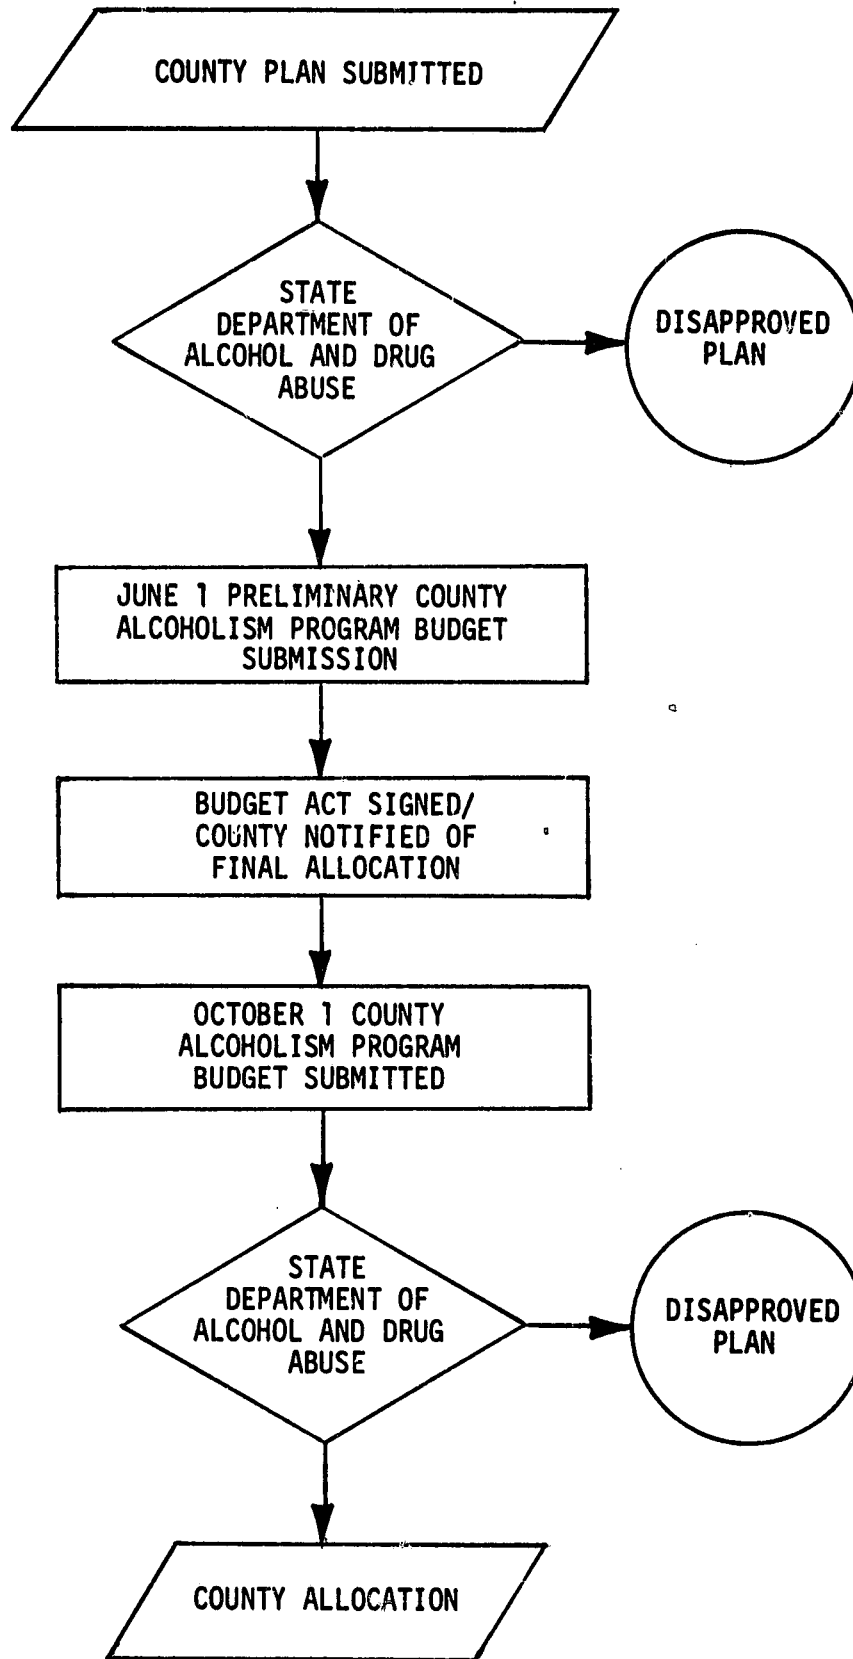 COUNTY PLAN SUBMITTED
STATE
DEPARTMENT OF
ALCOHOL AND DRUG
ABUSE
DISAPPROVED
PLAN
JUNE 1 PRELIMINARY COUNTY
ALCOHOLISM PROGRAM BUDGET
SUBMISSION
BUDGET ACT SIGNED/
COUNTY NOTIFIED OF
FINAL ALLOCATION
OCTOBER 1 COUNTY
ALCOHOLISM PROGRAM
BUDGET SUBMITTED
STATE
DEPARTMENT OF
ALCOHOL AND DRUG
ABUSE
DISAPPROVED
PLAN
COUNTY ALLOCATION